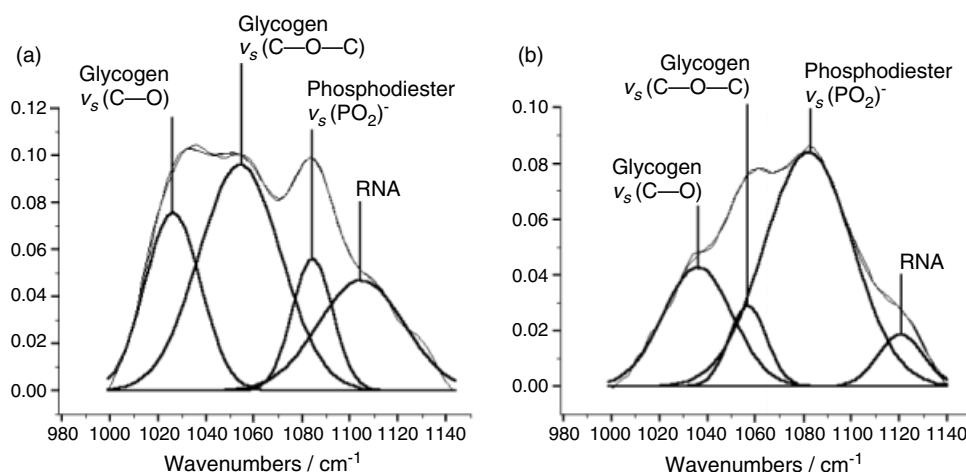 (a)
Glycogen
νₛ(C—O—C)
Glycogen
νₛ(C—O)
Phosphodiester
νₛ(PO₂)⁻
RNA
0.12
0.10
0.08
0.06
0.04
0.02
0.00
980 1000 1020 1040 1060 1080 1100 1120 1140
Wavenumbers / cm⁻¹
(b)
Glycogen
νₛ(C—O—C)
Phosphodiester
νₛ(PO₂)⁻
Glycogen
νₛ(C—O)
RNA
0.10
0.08
0.06
0.04
0.02
0.00
980 1000 1020 1040 1060 1080 1100 1120 1140
Wavenumbers / cm⁻¹